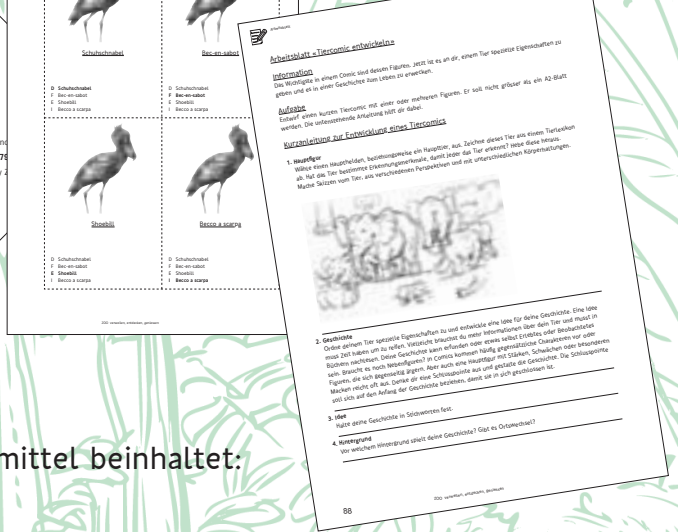 Schuhschnabel
Bec-en-sabot
D Schuhschnabel
F Bec-en-sabot
E Shoebill
I Becco a scarpa
D Schuhschnabel
F Bec-en-sabot
E Shoebill
I Becco a scarpa
Shoebill
Becco a scarpa
D Schuhschnabel
F Bec-en-sabot
E Shoebill
I Becco a scarpa
D Schuhschnabel
F Bec-en-sabot
E Shoebill
I Becco a scarpa
ZOO: verweilen, entdecken, geniessen
79
mittel beinhaltet:
Arbeitsblatt
Arbeitsblatt «Tiercomic entwickeln»
Information
Das Wichtigste in einem Comic sind dessen Figuren. Jetzt ist es an dir, einem Tier spezielle Eigenschaften zu
geben und es in einer Geschichte zum Leben zu erwecken.
Aufgabe
Entwirf einen kurzen Tiercomic mit einer oder mehreren Figuren. Er soll nicht grösser als ein A2-Blatt
werden. Die untenstehende Anleitung hilft dir dabei.
Kurzanleitung zur Entwicklung eines Tiercomics
1. Hauptfigur
Wähle einen Haupthelden, beziehungsweise ein Haupttier, aus. Zeichne dieses Tier aus einem Tierlexikon
ab. Hat das Tier bestimmte Erkennungsmerkmale, damit jeder das Tier erkennt? Hebe diese heraus.
Mache Skizzen vom Tier, aus verschiedenen Perspektiven und mit unterschiedlichen Körperhaltungen.
2. Geschichte
Ordne deinem Tier spezielle Eigenschaften zu und entwickle eine Idee für deine Geschichte. Eine Idee
muss Zeit haben um zu reifen. Vielleicht brauchst du mehr Informationen über dein Tier und musst in
Büchern nachlesen. Deine Geschichte kann erfunden oder etwas selbst Erlebtes oder Beobachtetes
sein. Braucht es noch Nebenfiguren? In Comics kommen häufig gegensätzliche Charakteren vor oder
Figuren, die sich gegenseitig ärgern. Aber auch eine Hauptfigur mit Stärken, Schwächen oder besonderen
Macken reicht oft aus. Denke dir eine Schlusspointe aus und gestalte die Geschichte. Die Schlusspointe
soll sich auf den Anfang der Geschichte beziehen, damit sie in sich geschlossen ist.
3. Idee
Halte deine Geschichte in Stichworten fest.
4. Hintergrund
Vor welchem Hintergrund spielt deine Geschichte? Gibt es Ortswechsel?
ZOO: verweilen, entdecken, geniessen
88